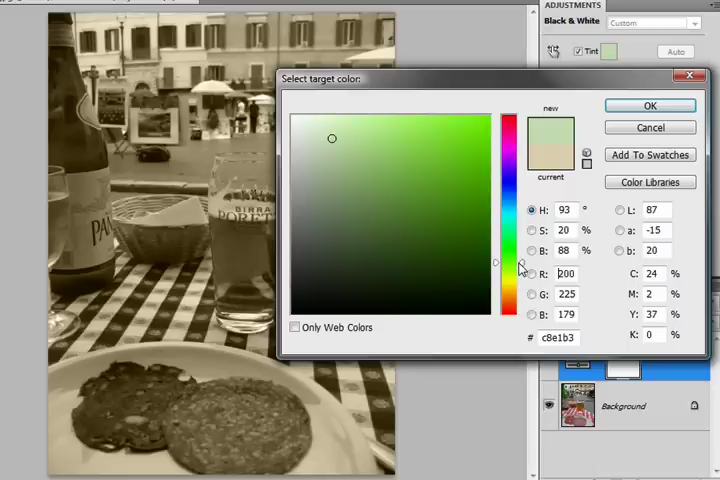 ADJUSTMENTS
Black & White
Custom
Tint
Auto
Select target color:
new
current
OK
Cancel
Add To Swatches
Color Libraries
H: 93 °
S: 20 %
B: 88 %
R: 200
G: 225
B: 179
L: 87
a: -15
b: 20
C: 24 %
M: 2 %
Y: 37 %
K: 0 %
# c8e1b3
Only Web Colors
BIRRA
PORET
PAN
Background